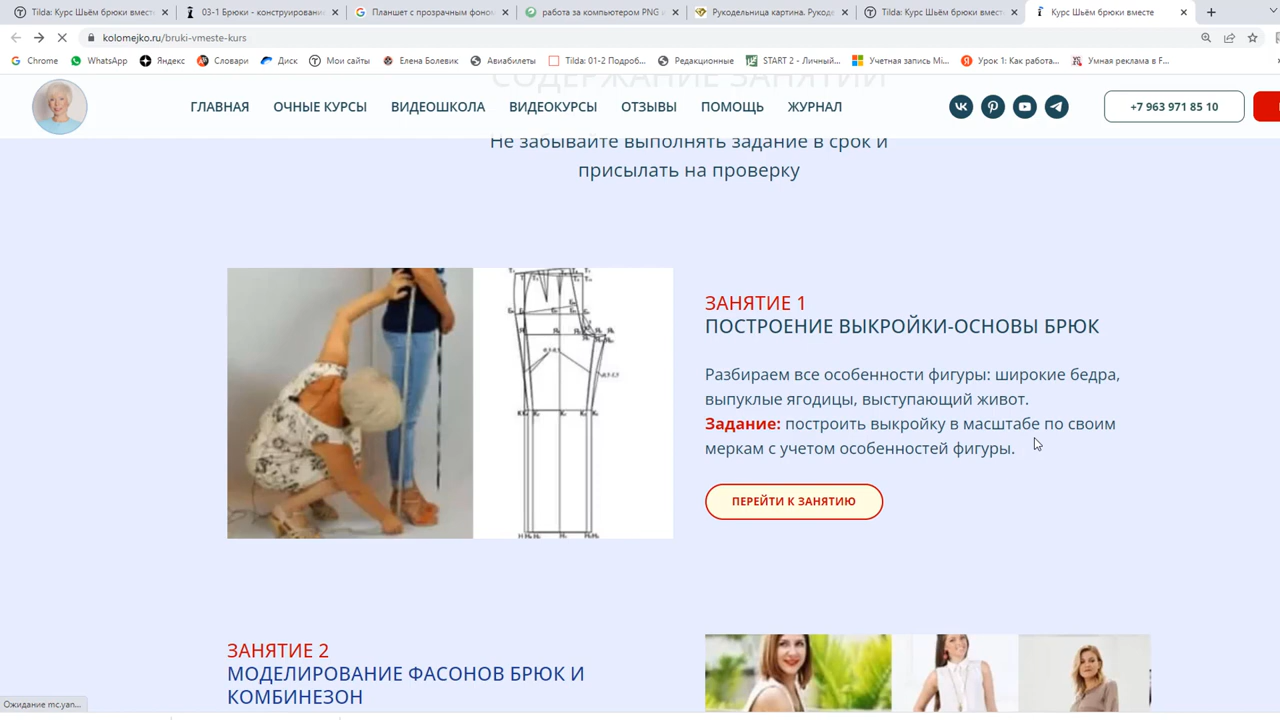 Tilda: Курс Шьём брюки вмест
03-1 Брюки - конструировани
Планшет с прозрачным фоно
работа за компьютером PNG и
Рукодельница картина. Рукоде
Tilda: Курс Шьём брюки вмест
Курс Шьём брюки вместе
kolomejko.ru/bruki-vmeste-kurs
Chrome
WhatsApp
Яндекс
Словари
Диск
Мои сайты
Елена Болевик
Авиабилеты
Tilda: 01-2 Подроб...
Редакционные
START 2 - Личный...
Учетная запись Mi...
Урок 1: Как работа...
Умная реклама в F...
СОДЕРЖАНИЕ ЗАНЯТИЙ
ГЛАВНАЯ
ОЧНЫЕ КУРСЫ
ВИДЕОШКОЛА
ВИДЕОКУРСЫ
ОТЗЫВЫ
ПОМОЩЬ
ЖУРНАЛ
+7 963 971 85 10
Не забывайте выполнять задание в срок и
присылать на проверку
ЗАНЯТИЕ 1
ПОСТРОЕНИЕ ВЫКРОЙКИ-ОСНОВЫ БРЮК
Разбираем все особенности фигуры: широкие бедра,
выпуклые ягодицы, выступающий живот.
Задание: построить выкройку в масштабе по своим
меркам с учетом особенностей фигуры.
ПЕРЕЙТИ К ЗАНЯТИЮ
ЗАНЯТИЕ 2
МОДЕЛИРОВАНИЕ ФАСОНОВ БРЮК И
КОМБИНЕЗОН
Ожидание mc.yan...